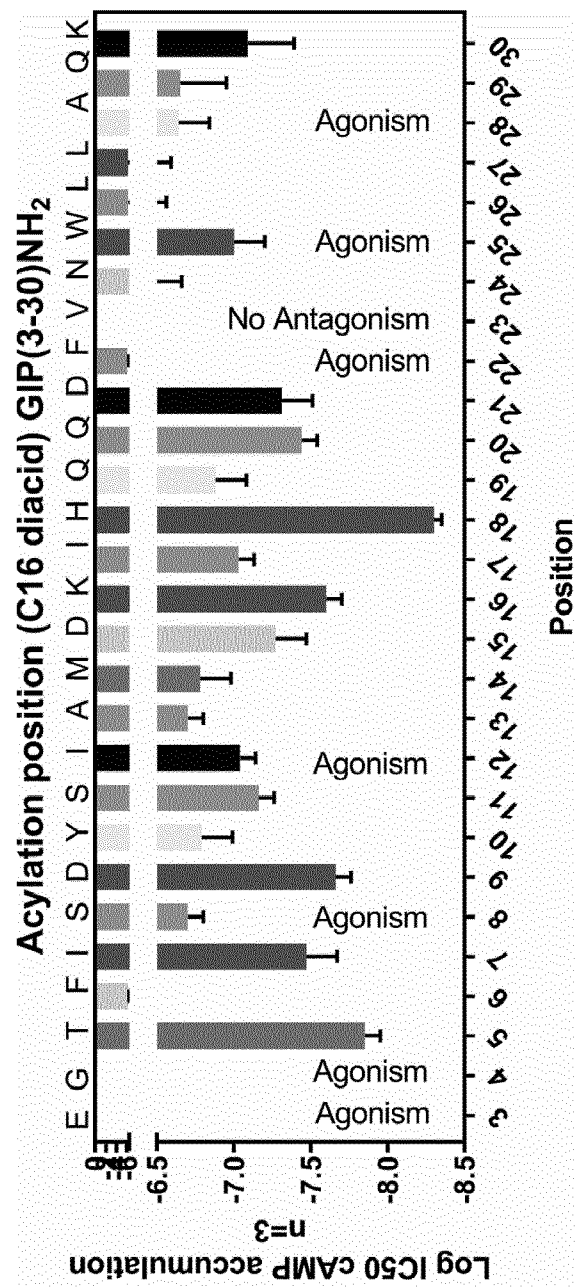 Acylation position (C16 diacid) GIP(3-30)NH₂
E G T F I S D Y S I A M D K I H Q Q D F V N W L L A Q K
0
-6.5
-7.0
-7.5
-8.0
-8.5
Log IC50 cAMP accumulation
n=3
Agonism
Agonism
Agonism
Agonism
Agonism
No Antagonism
Agonism
Agonism
3 4 5 6 7 8 9 10 11 12 13 14 15 16 17 18 19 20 21 22 23 24 25 26 27 28 29 30
Position